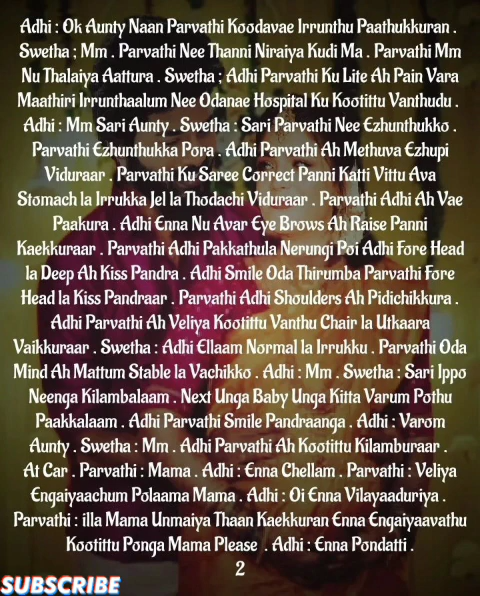 Adhi : Ok Aunty Naan Parvathi Koodavae Irrunthu Paathukkuran .
Swetha ; Mm . Parvathi Nee Thanni Niraiya Kudi Ma . Parvathi Mm
Nu Thalaiya Aattura . Swetha ; Adhi Parvathi Ku Lite Ah Pain Vara
Maathiri Irrunthaalum Nee Odanae Hospital Ku Kootittu Vanthudu .
Adhi : Mm Sari Aunty . Swetha : Sari Parvathi Nee Ezhunthukko .
Parvathi Ezhunthukka Pora . Adhi Parvathi Ah Methuva Ezhupi
Viduraar . Parvathi Ku Saree Correct Panni Katti Vittu Ava
Stomach la Irrukka Jel la Thodachi Viduraar . Parvathi Adhi Ah Vae
Paakura . Adhi Enna Nu Avar Eye Brows Ah Raise Panni
Kaekkuraar . Parvathi Adhi Pakkathula Nerungi Poi Adhi Fore Head
la Deep Ah Kiss Pandra . Adhi Smile Oda Thirumba Parvathi Fore
Head la Kiss Pandraar . Parvathi Adhi Shoulders Ah Pidichikkura .
Adhi Parvathi Ah Veliya Kootittu Vanthu Chair la Utkaara
Vaikkuraar . Swetha : Adhi Ellaam Normal la Irrukku . Parvathi Oda
Mind Ah Mattum Stable la Vachikko . Adhi : Mm . Swetha : Sari Ippo
Neenga Kilambalaam . Next Unga Baby Unga Kitta Varum Pothu
Paakkalaam . Adhi Parvathi Smile Pandraanga . Adhi : Varom
Aunty . Swetha : Mm . Adhi Parvathi Ah Kootittu Kilamburaar .
At Car . Parvathi : Mama . Adhi : Enna Chellam . Parvathi : Veliya
Engaiyaachum Polaama Mama . Adhi : Oi Enna Vilayaaduriya .
Parvathi : illa Mama Unmaiya Thaan Kaekkuran Enna Engaiyaavathu
Kootittu Ponga Mama Please . Adhi : Enna Pondatti .
2
SUBSCRIBE